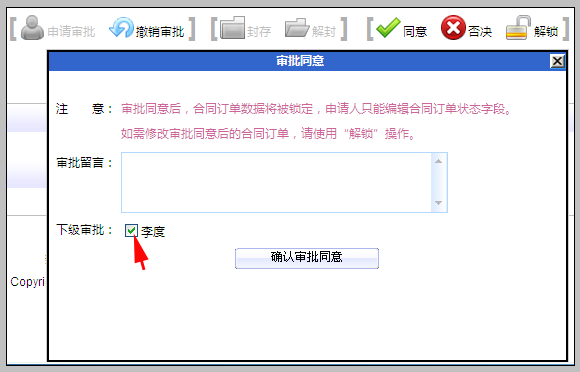 [ 申请审批 撤销审批 ] [ 封存 解封 ] [ 同意 否决 解锁 ]
审批同意
注 意： 审批同意后，合同订单数据将被锁定，申请人只能编辑合同订单状态字段。
如需修改审批同意后的合同订单，请使用“解锁”操作。
审批留言：
下级审批： 李度
确认审批同意
Copyri